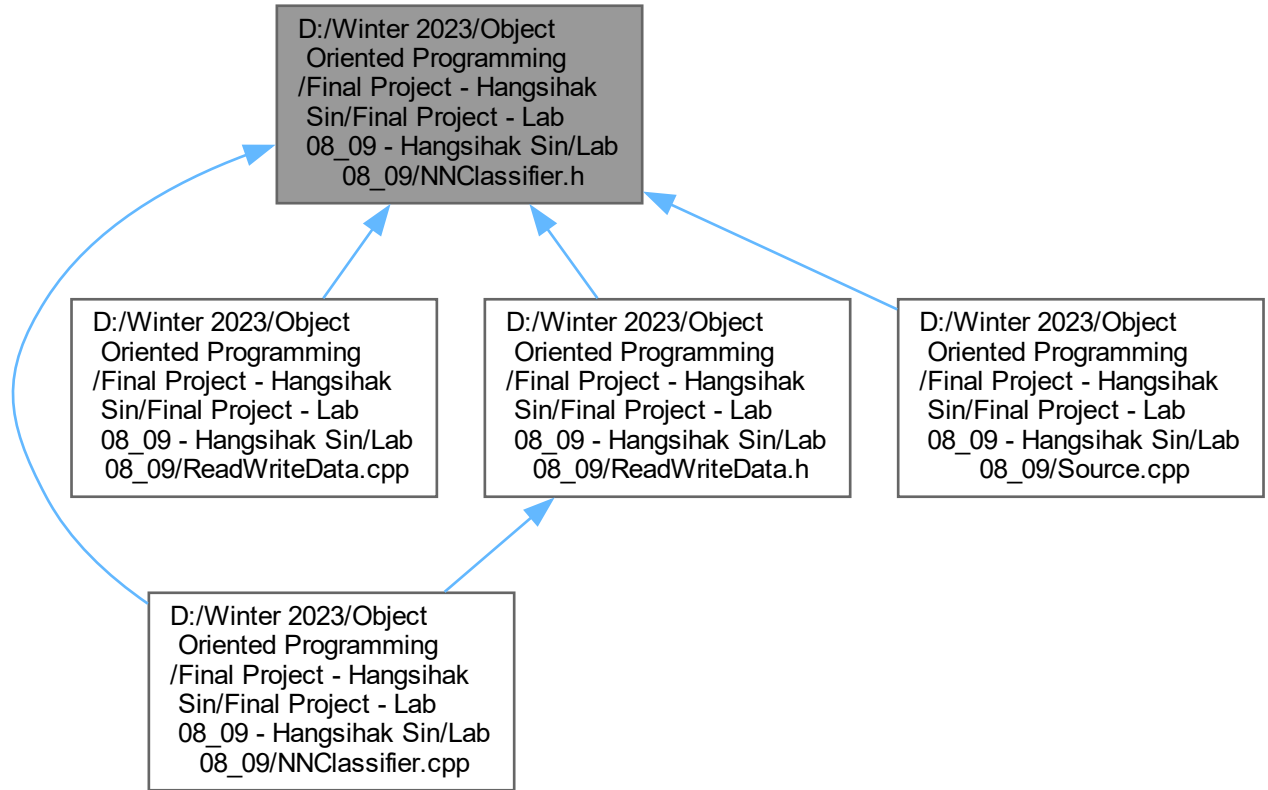 D:/Winter 2023/Object
Oriented Programming
/Final Project - Hangsihak
Sin/Final Project - Lab
08_09 - Hangsihak Sin/Lab
08_09/NNClassifier.h
D:/Winter 2023/Object
Oriented Programming
/Final Project - Hangsihak
Sin/Final Project - Lab
08_09 - Hangsihak Sin/Lab
08_09/ReadWriteData.cpp
D:/Winter 2023/Object
Oriented Programming
/Final Project - Hangsihak
Sin/Final Project - Lab
08_09 - Hangsihak Sin/Lab
08_09/ReadWriteData.h
D:/Winter 2023/Object
Oriented Programming
/Final Project - Hangsihak
Sin/Final Project - Lab
08_09 - Hangsihak Sin/Lab
08_09/Source.cpp
D:/Winter 2023/Object
Oriented Programming
/Final Project - Hangsihak
Sin/Final Project - Lab
08_09 - Hangsihak Sin/Lab
08_09/NNClassifier.cpp